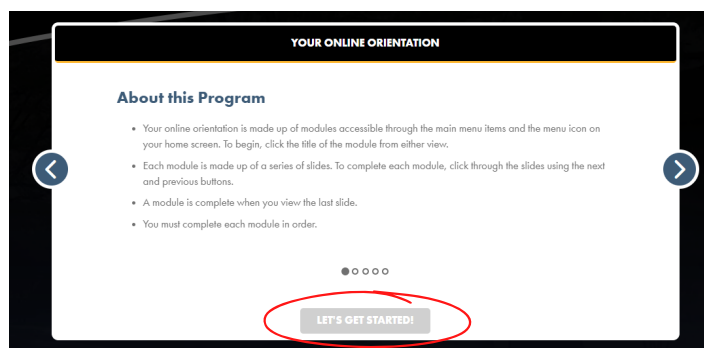 YOUR ONLINE ORIENTATION
About this Program
• Your online orientation is made up of modules accessible through the main menu items and the menu icon on
your home screen. To begin, click the title of the module from either view.
• Each module is made up of a series of slides. To complete each module, click through the slides using the next
and previous buttons.
• A module is complete when you view the last slide.
• You must complete each module in order.
LET'S GET STARTED!